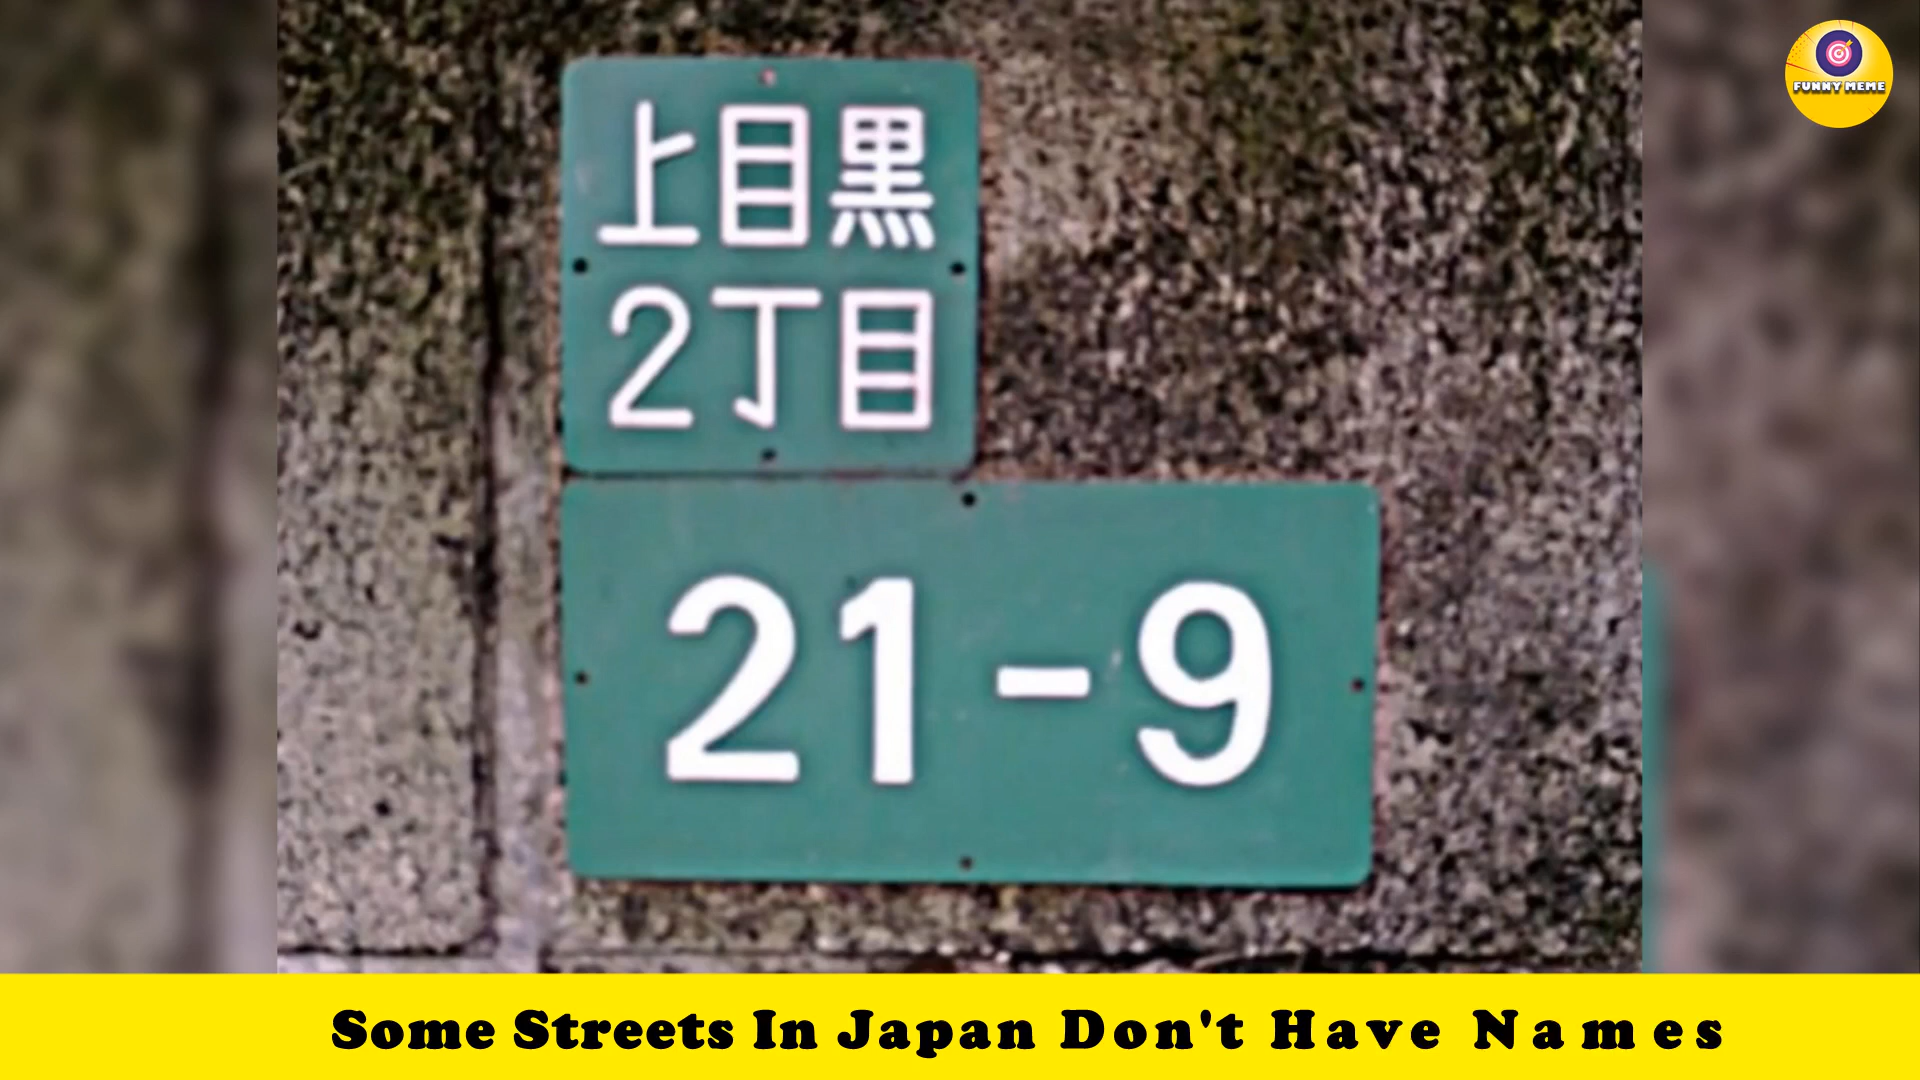 上目黒
2丁目
21-9
FUNNY MEME
Some Streets In Japan Don't Have Names